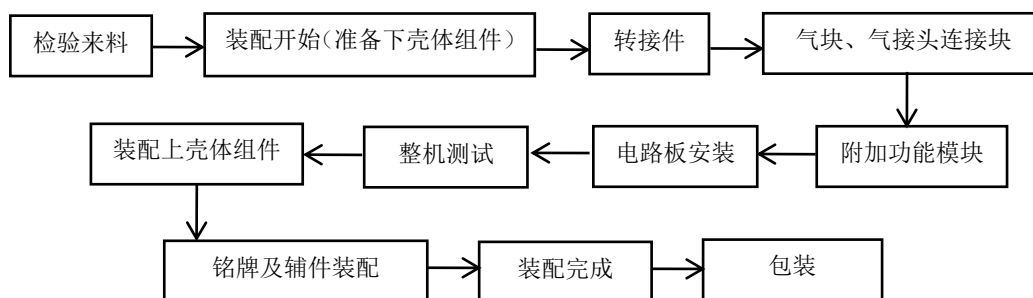 检验来料
装配开始（准备下壳体组件）
转接件
气块、气接头连接块
附加功能模块
电路板安装
整机测试
装配上壳体组件
铭牌及辅件装配
装配完成
包装